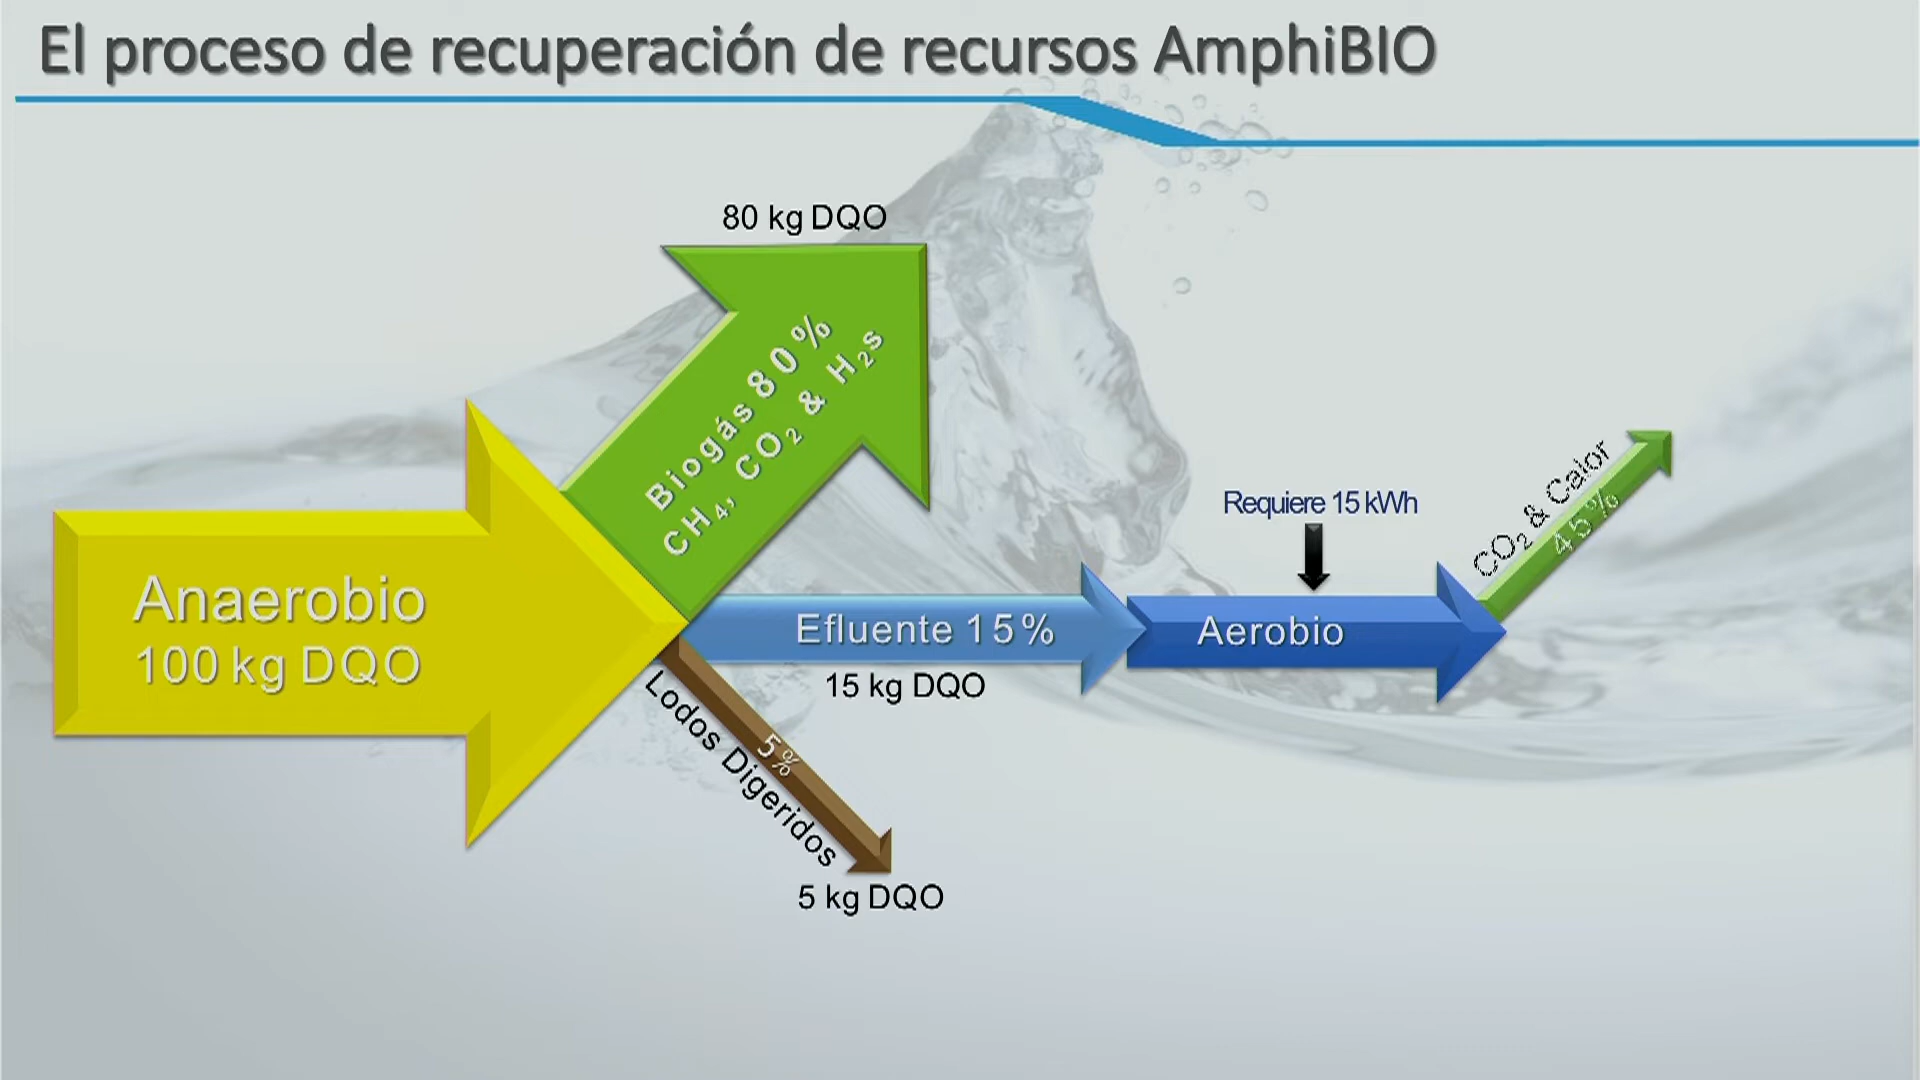 El proceso de recuperación de recursos AmphiBIO
80 kg DQO
Biogás 80%
CH₄, CO₂ & H₂s
Anaerobio
100 kg DQO
Efluente 15%
15 kg DQO
Requiere 15 kWh
Aerobio
CO₂ & Calor
45%
5%
Lodos Digeridos
5 kg DQO